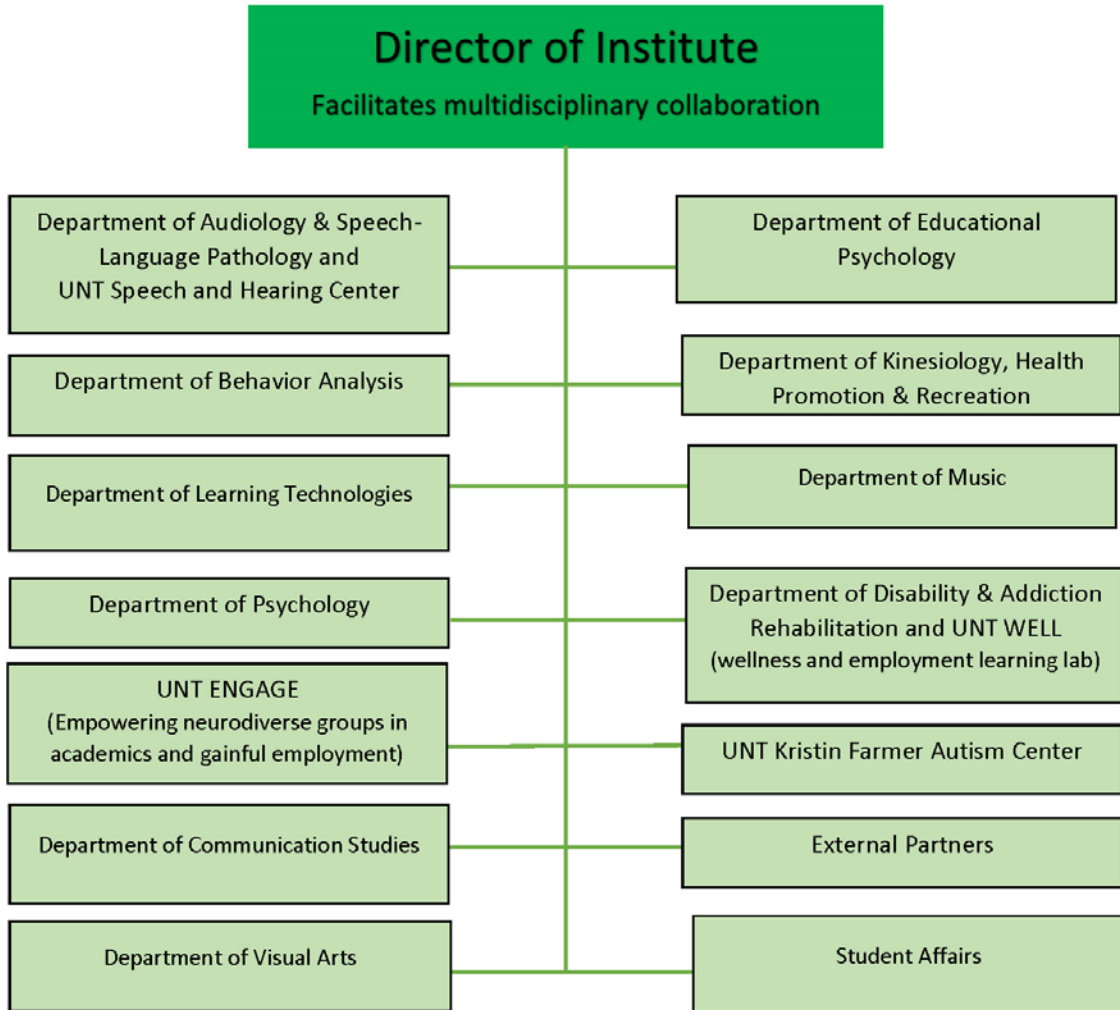 Director of Institute
Facilitates multidisciplinary collaboration
Department of Audiology & Speech-
Language Pathology and
UNT Speech and Hearing Center
Department of Educational
Psychology
Department of Behavior Analysis
Department of Kinesiology, Health
Promotion & Recreation
Department of Learning Technologies
Department of Music
Department of Psychology
Department of Disability & Addiction
Rehabilitation and UNT WELL
(wellness and employment learning lab)
UNT ENGAGE
(Empowering neurodiverse groups in
academics and gainful employment)
UNT Kristin Farmer Autism Center
Department of Communication Studies
External Partners
Department of Visual Arts
Student Affairs